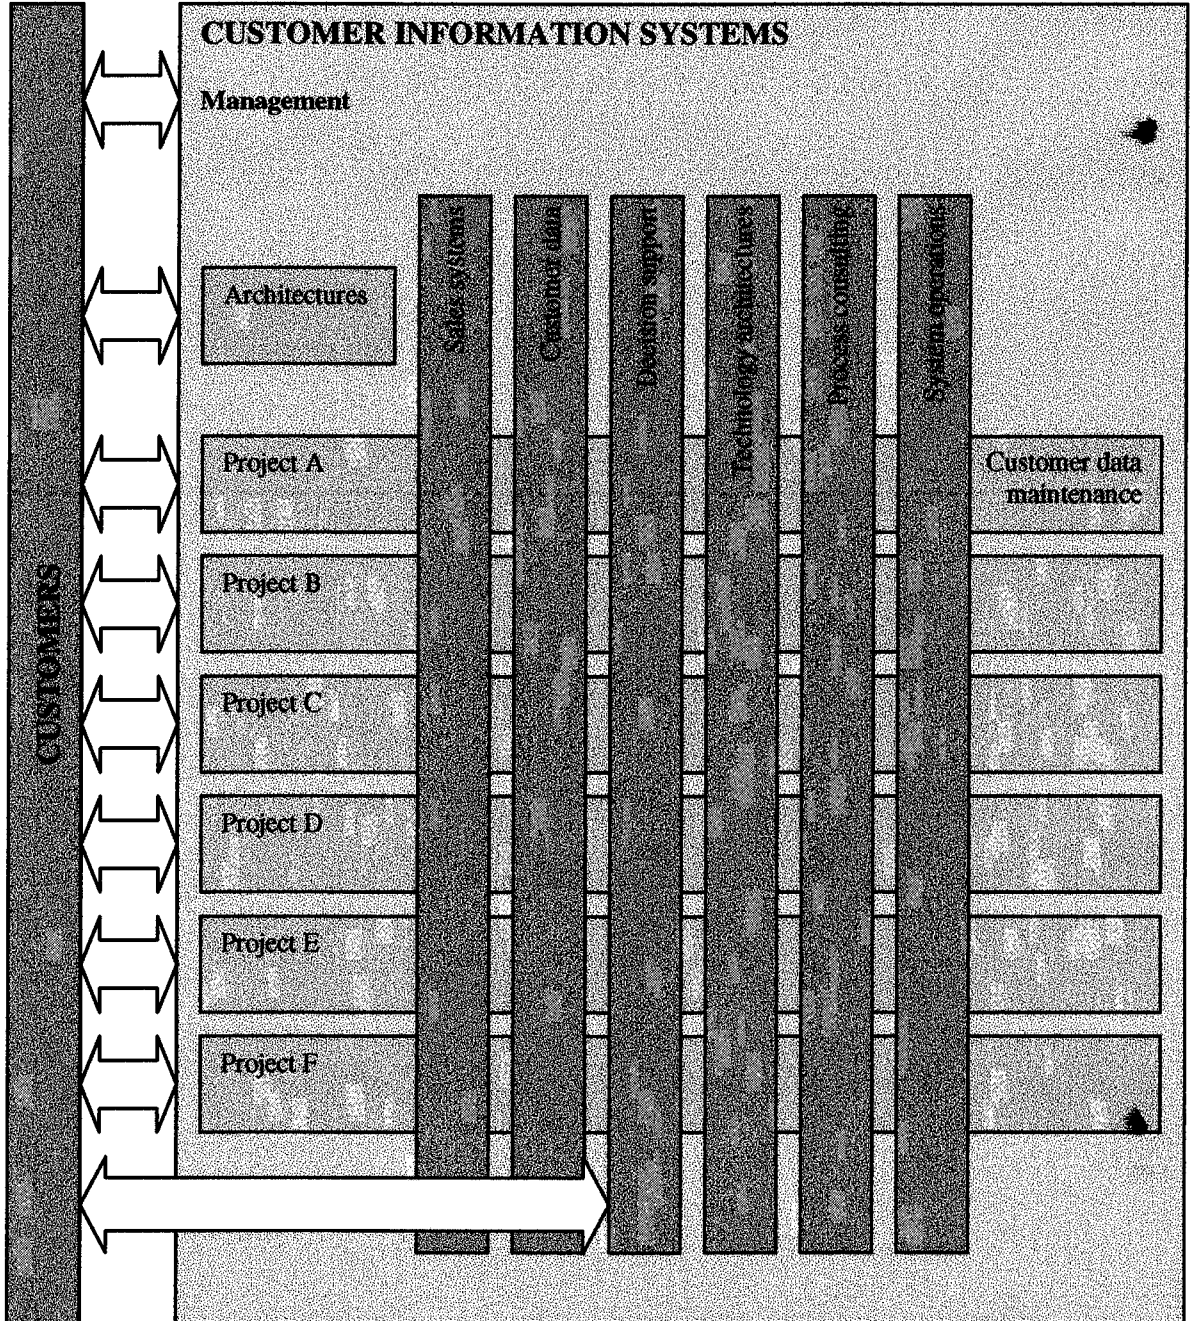 CUSTOMER INFORMATION SYSTEMS
Management
CUSTOMERS
Architectures
Sales systems
Customer data
Decision support
Technology architectures
Process consulting
System operations
Project A
Customer data
maintenance
Project B
Project C
Project D
Project E
Project F